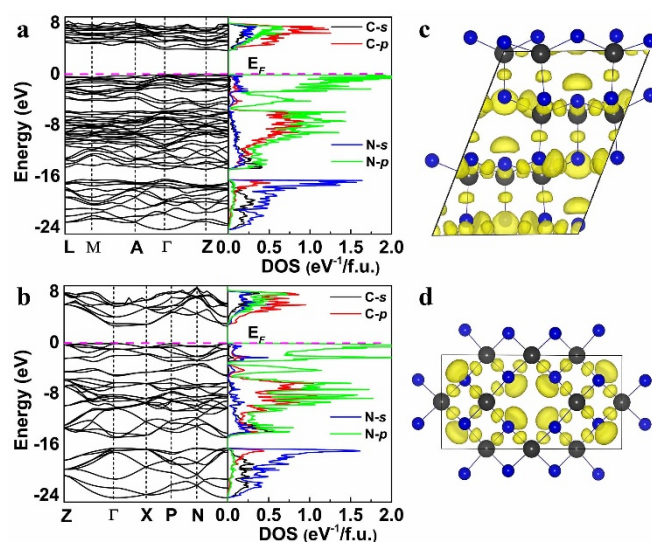 a
8
0
-8
-16
-24
Energy (eV)
C-s
C-p
E_F
N-s
N-p
L M A Γ Z 0.0 0.5 1.0 1.5 2.0
DOS (eV⁻¹/f.u.)
c
b
8
0
-8
-16
-24
Energy (eV)
C-s
C-p
E_F
N-s
N-p
Z Γ X P N 0.0 0.5 1.0 1.5 2.0
DOS (eV⁻¹/f.u.)
d